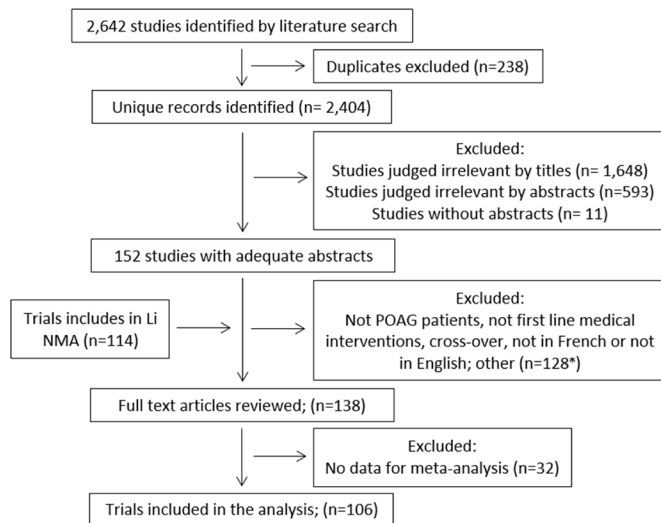 2,642 studies identified by literature search
Duplicates excluded (n=238)
Unique records identified (n= 2,404)
Excluded:
Studies judged irrelevant by titles (n= 1,648)
Studies judged irrelevant by abstracts (n=593)
Studies without abstracts (n= 11)
152 studies with adequate abstracts
Trials includes in Li
NMA (n=114)
Excluded:
Not POAG patients, not first line medical
interventions, cross-over, not in French or not
in English; other (n=128*)
Full text articles reviewed; (n=138)
Excluded:
No data for meta-analysis (n=32)
Trials included in the analysis; (n=106)